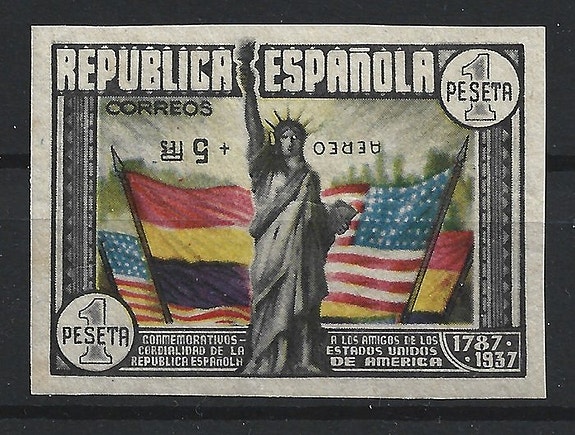 REPUBLICA ESPAÑOLA
1 PESETA
CORREOS
AEREO + 5 PTS
1 PESETA
CONMEMORATIVOS-
CORDIALIDAD DE LA
REPUBLICA ESPAÑOLA
A LOS AMIGOS DE LOS
ESTADOS UNIDOS
DE AMERICA
1787-
·1937